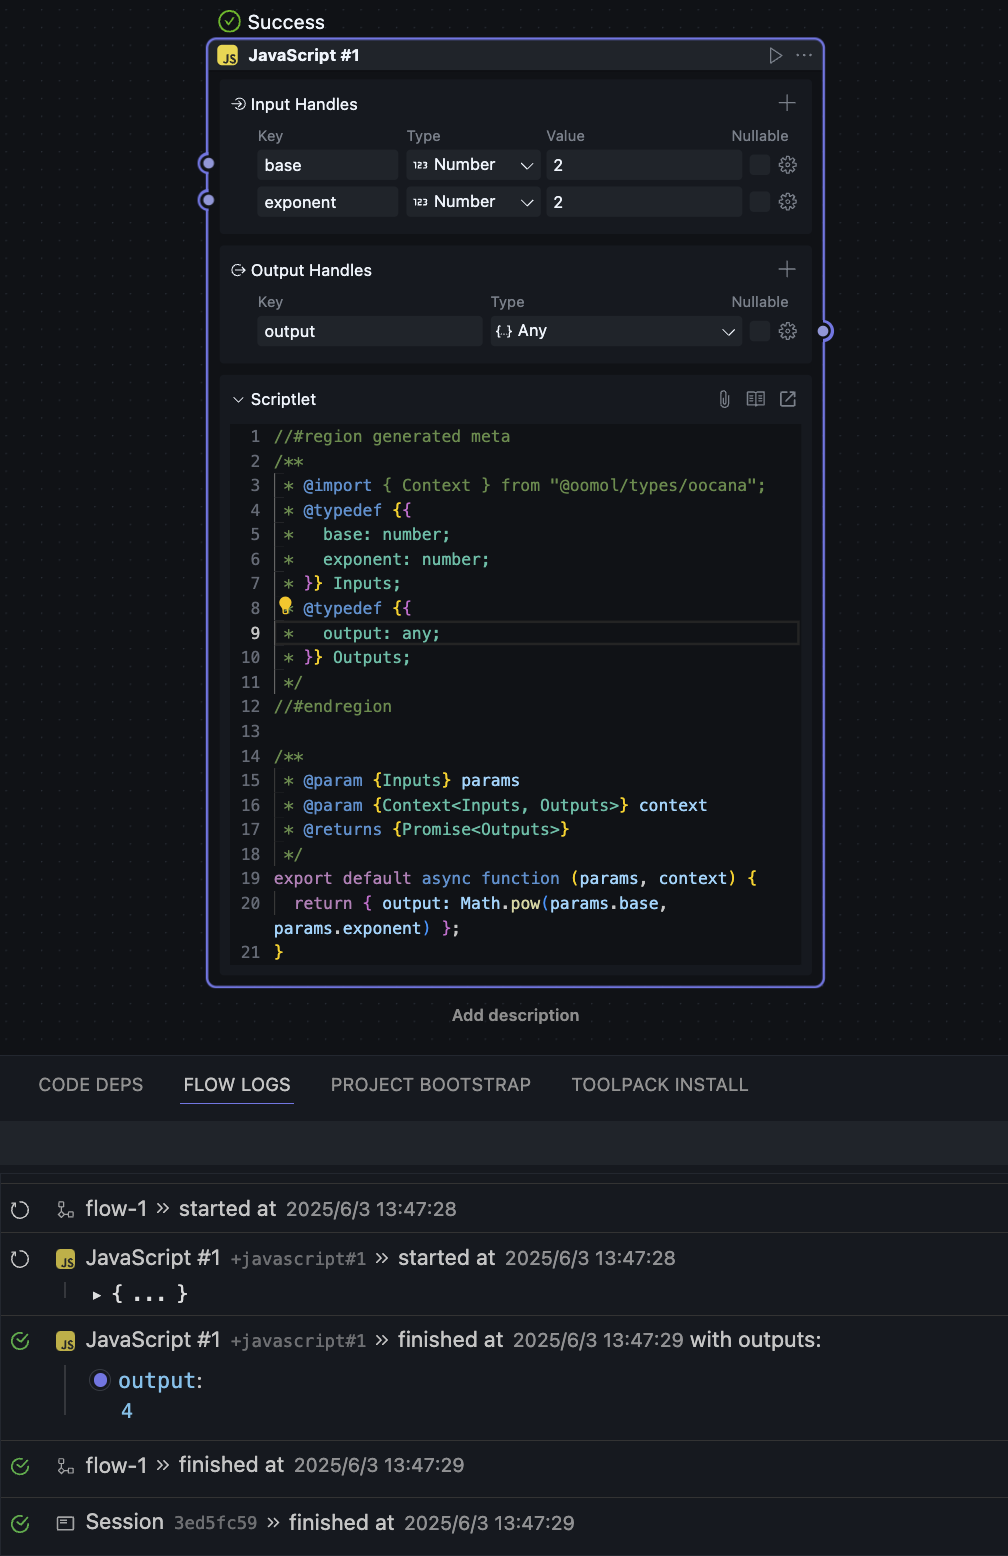 Success
JS JavaScript #1
Input Handles
Key Type Value Nullable
base 123 Number 2
exponent 123 Number 2
Output Handles
Key Type Nullable
output {..} Any
Scriptlet
1 //#region generated meta
2 /**
3 * @import { Context } from "@oomol/types/oocana";
4 * @typedef {{
5 *   base: number;
6 *   exponent: number;
7 * }} Inputs;
8 * @typedef {{
9 *   output: any;
10 * }} Outputs;
11 */
12 //#endregion
13
14 /**
15 * @param {Inputs} params
16 * @param {Context<Inputs, Outputs>} context
17 * @returns {Promise<Outputs>}
18 */
19 export default async function (params, context) {
20   return { output: Math.pow(params.base,
params.exponent) };
21 }
Add description
CODE DEPS FLOW LOGS PROJECT BOOTSTRAP TOOLPACK INSTALL
flow-1 » started at 2025/6/3 13:47:28
JS JavaScript #1 +javascript#1 » started at 2025/6/3 13:47:28
▸ { ... }
JS JavaScript #1 +javascript#1 » finished at 2025/6/3 13:47:29 with outputs:
output:
4
flow-1 » finished at 2025/6/3 13:47:29
Session 3ed5fc59 » finished at 2025/6/3 13:47:29